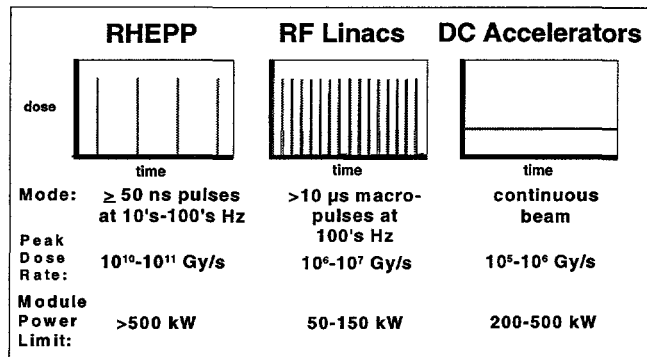 RHEPP RF Linacs DC Accelerators
dose
time time time
Mode: ≥ 50 ns pulses >10 µs macro- continuous
at 10's-100's Hz pulses at beam
100's Hz
Peak
Dose 10¹⁰-10¹¹ Gy/s 10⁶-10⁷ Gy/s 10⁵-10⁶ Gy/s
Rate:
Module
Power >500 kW 50-150 kW 200-500 kW
Limit: